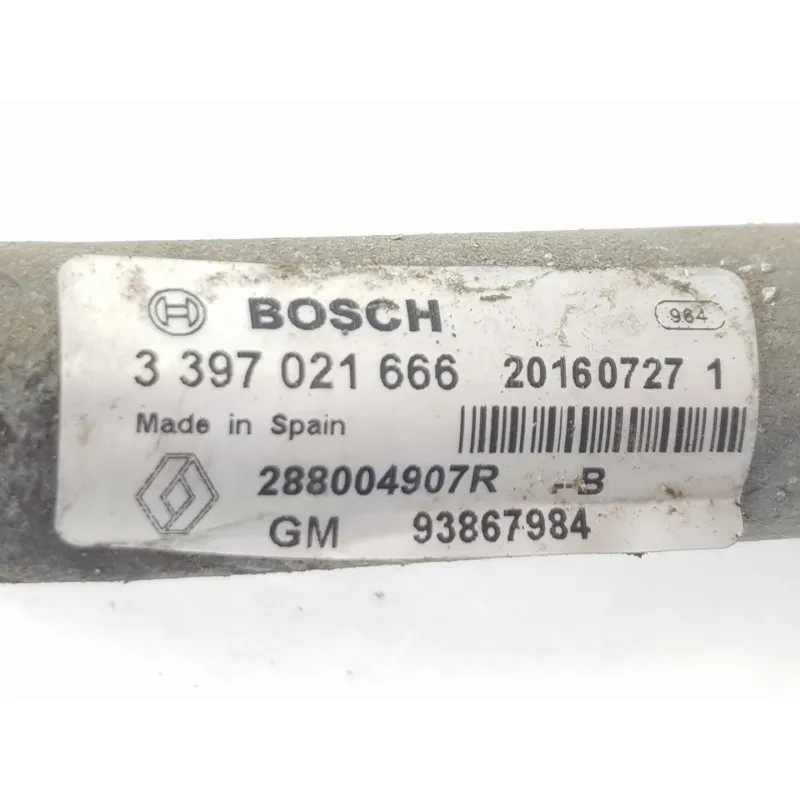 BOSCH 964
3 397 021 666 20160727 1
Made in Spain
288004907R --B
GM 93867984